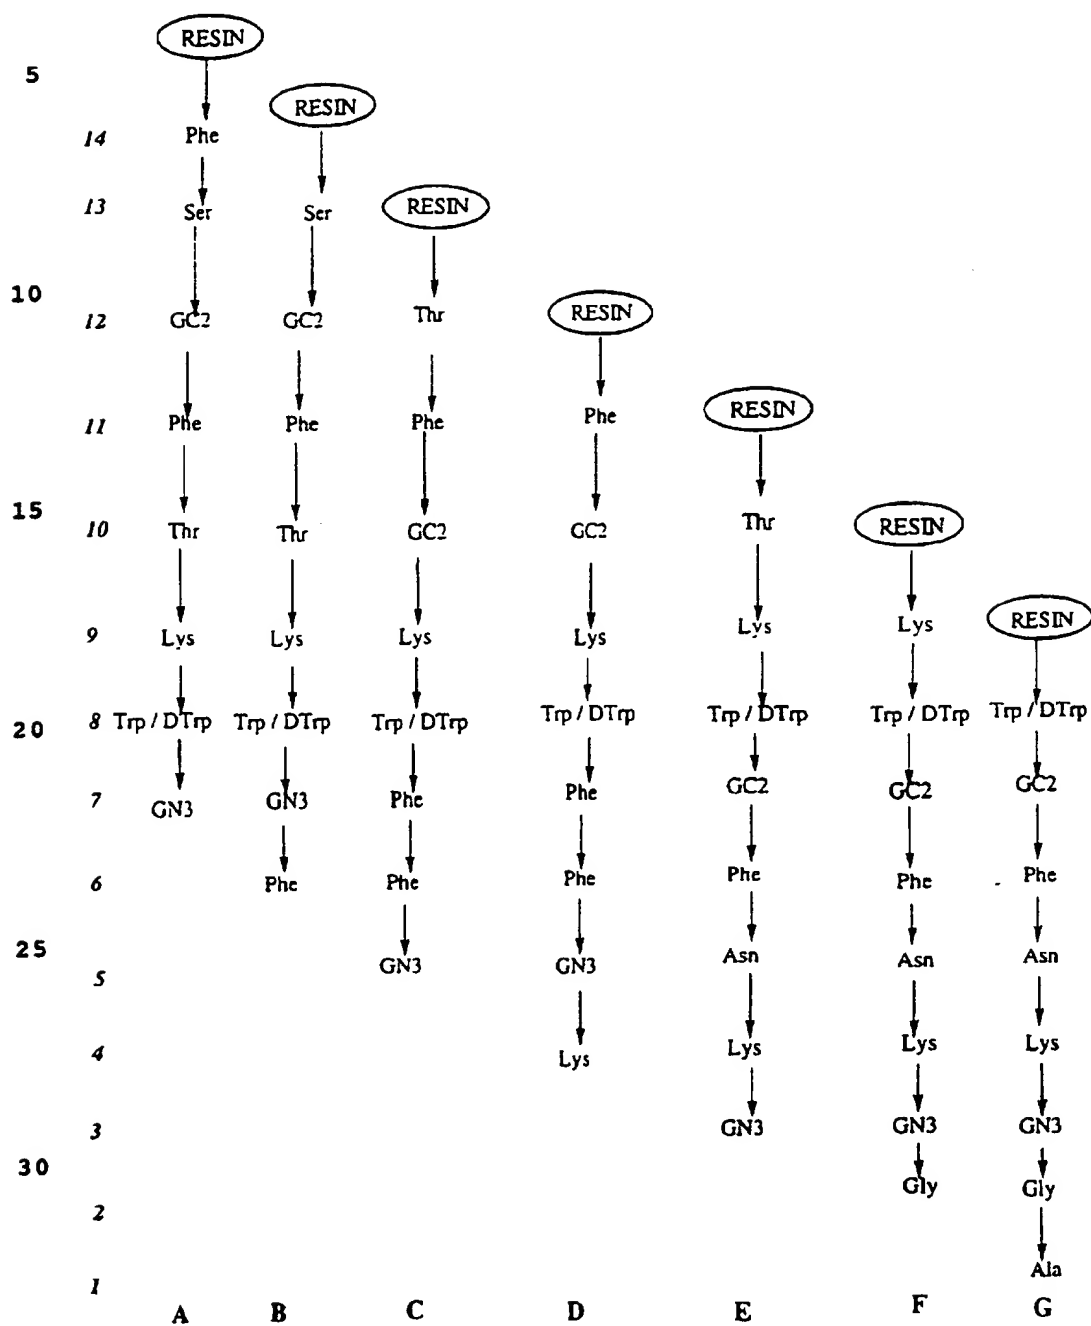 RESIN
5
RESIN
14 Phe
13 Ser Ser RESIN
10
12 GC2 GC2 Thr RESIN
11 Phe Phe Phe Phe RESIN
15
10 Thr Thr GC2 GC2 Thr RESIN
9 Lys Lys Lys Lys Lys Lys RESIN
20 8 Trp / DTrp Trp / DTrp Trp / DTrp Trp / DTrp Trp / DTrp Trp / DTrp Trp / DTrp
7 GN3 GN3 Phe Phe GC2 GC2 GC2
6 Phe Phe Phe Phe Phe Phe
25
5 GN3 GN3 Asn Asn Asn
4 Lys Lys Lys Lys
3 GN3 GN3 GN3
30
2 Gly Gly
1 Ala
A B C D E F G